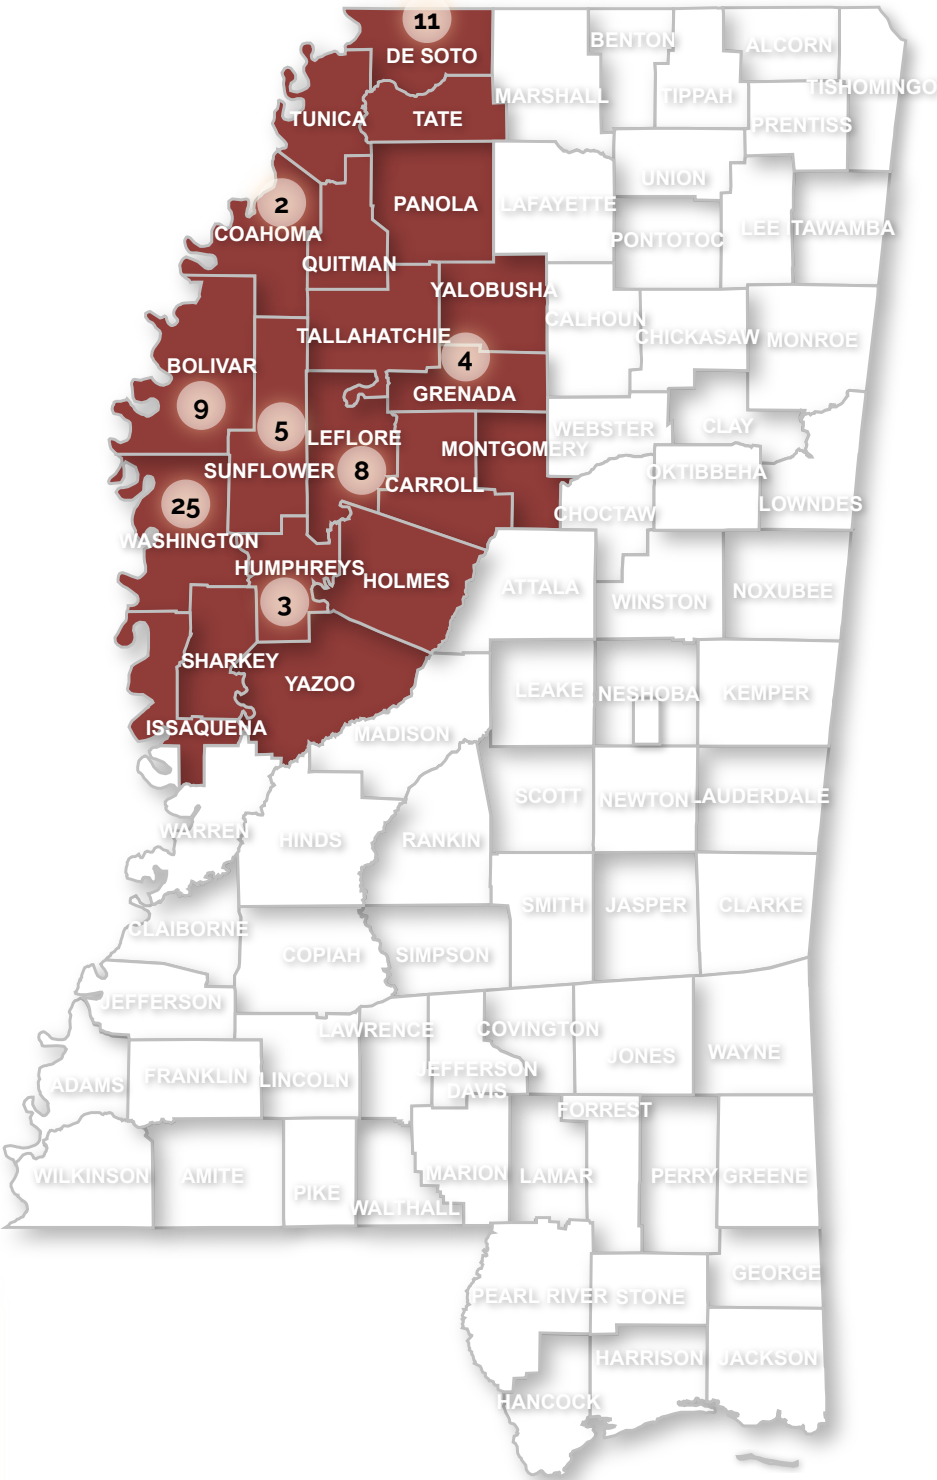 11
DE SOTO
BENTON
ALCORN
TISHOMINGO
MARSHALL
TIPPAH
TUNICA
TATE
PRENTISS
UNION
2
PANOLA
LAFAYETTE
COAHOMA
PONTOTOC
LEE
ITAWAMBA
QUITMAN
YALOBUSHA
CALHOUN
TALLAHATCHIE
CHICKASAW
MONROE
BOLIVAR
4
GRENADA
9
5
LEFLORE
WEBSTER
CLAY
MONTGOMERY
SUNFLOWER
8
CARROLL
OKTIBBEHA
25
CHOCTAW
LOWNDES
WASHINGTON
HUMPHREYS
HOLMES
ATTALA
WINSTON
NOXUBEE
3
SHARKEY
YAZOO
LEAKE
NESHOBA
KEMPER
ISSAQUENA
MADISON
SCOTT
NEWTON
LAUDERDALE
WARREN
HINDS
RANKIN
SMITH
JASPER
CLARKE
CLAIBORNE
COPIAH
SIMPSON
JEFFERSON
LAWRENCE
COVINGTON
JONES
WAYNE
ADAMS
FRANKLIN
LINCOLN
JEFFERSON
DAVIS
FORREST
WILKINSON
AMITE
PIKE
WALTHALL
MARION
LAMAR
PERRY
GREENE
GEORGE
PEARL RIVER
STONE
HARRISON
JACKSON
HANCOCK